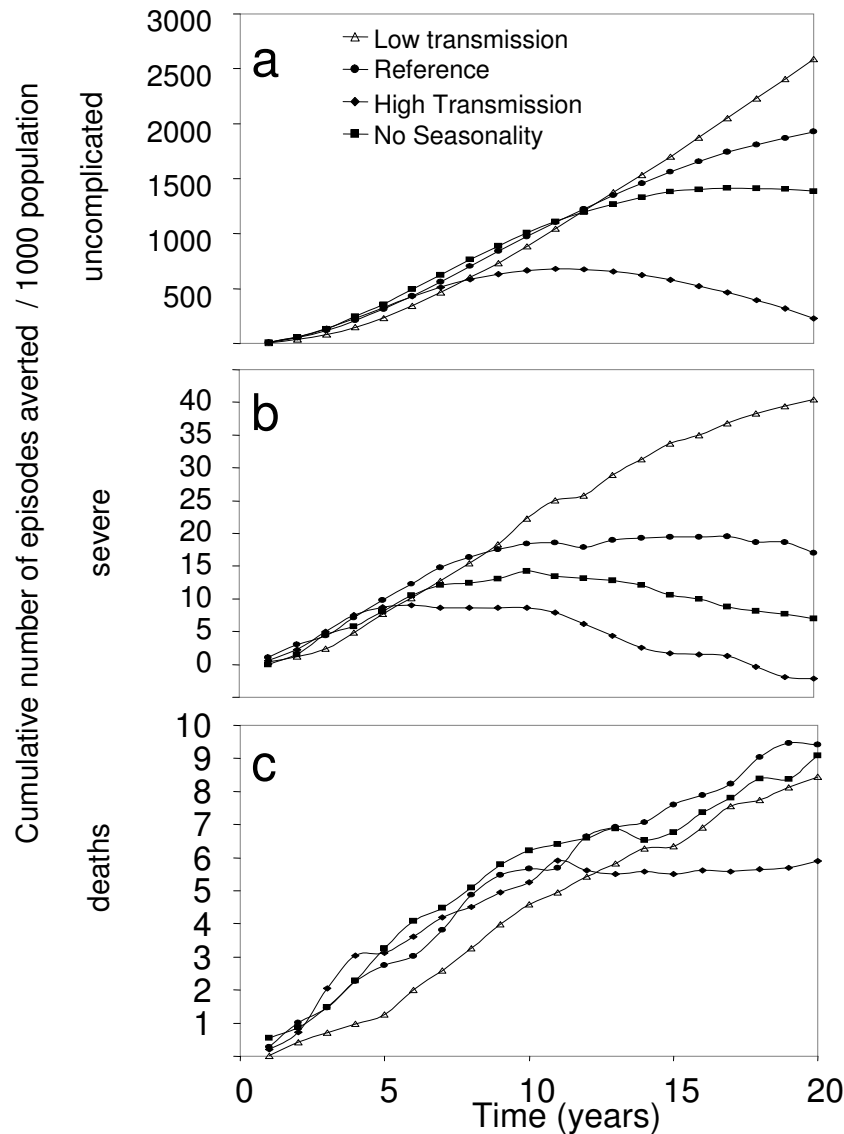 Cumulative number of episodes averted / 1000 population
uncomplicated
3000
2500
2000
1500
1000
500
a
Low transmission
Reference
High Transmission
No Seasonality
severe
40
35
30
25
20
15
10
5
0
b
deaths
10
9
8
7
6
5
4
3
2
1
c
0 5 10 15 20
Time (years)